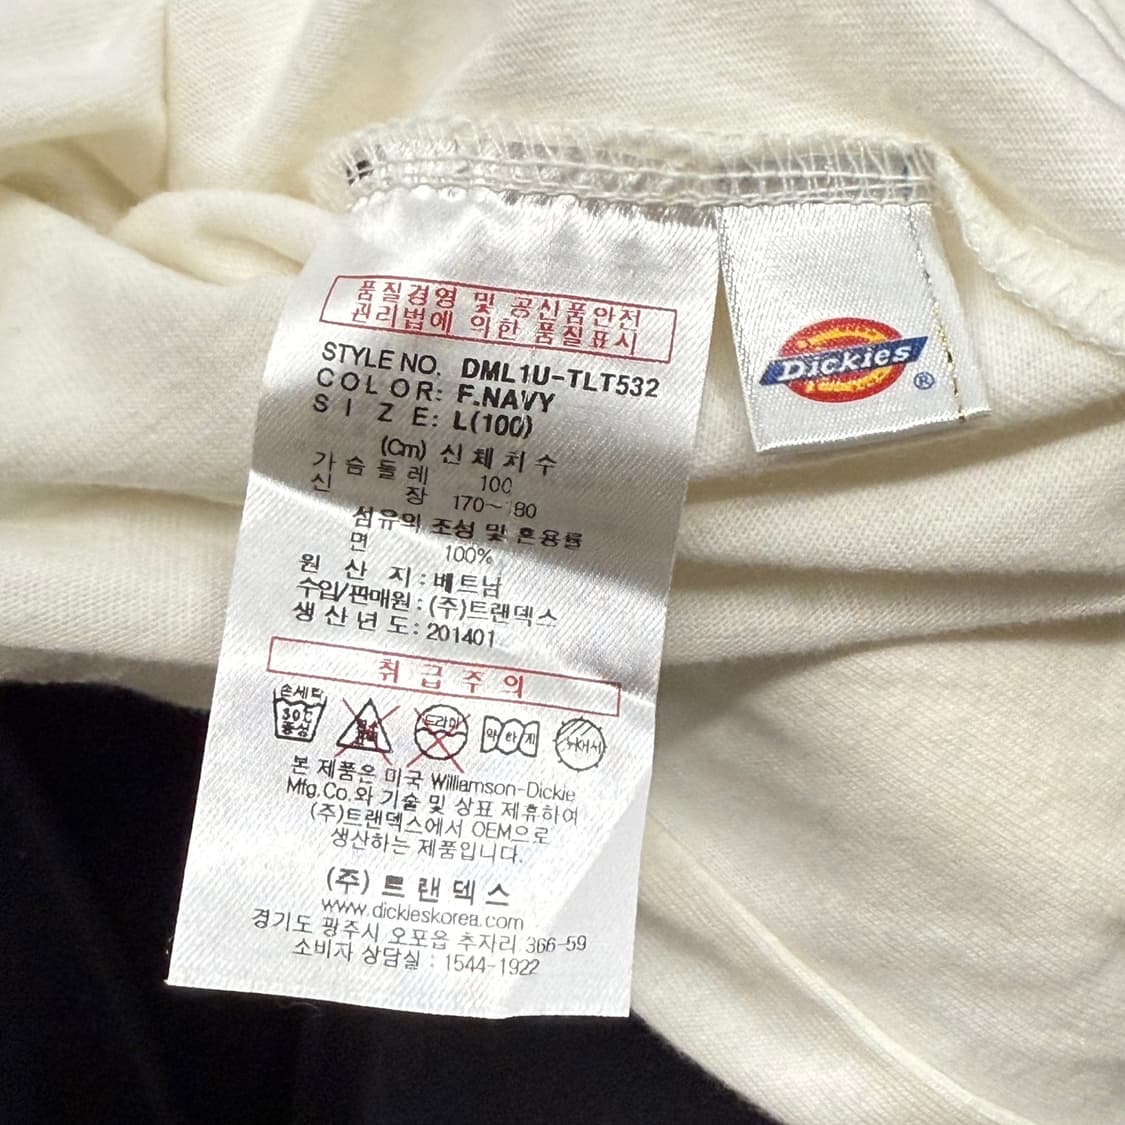 품질경영 및 공산품안전
관리법에 의한 품질표시
STYLE NO. DML1U-TLT532
COLOR: F.NAVY
SIZE: L(100)
(Cm) 신체치수
가슴둘레 100
신장 170~180
섬유의 조성 및 혼용률
면 100%
원산지:베트남
수입/판매원:(주)트랜덱스
생산년도:201401
취급주의
손세탁
30℃
중성
드라이
약하게
뉘어서
본 제품은 미국 Williamson-Dickie
Mfg.Co.와 기술 및 상표 제휴하여
(주)트랜덱스에서 OEM으로
생산하는 제품입니다.
(주)트랜덱스
www.dickieskorea.com
경기도 광주시 오포읍 추자리 366-59
소비자 상담실 : 1544-1922
Dickies®